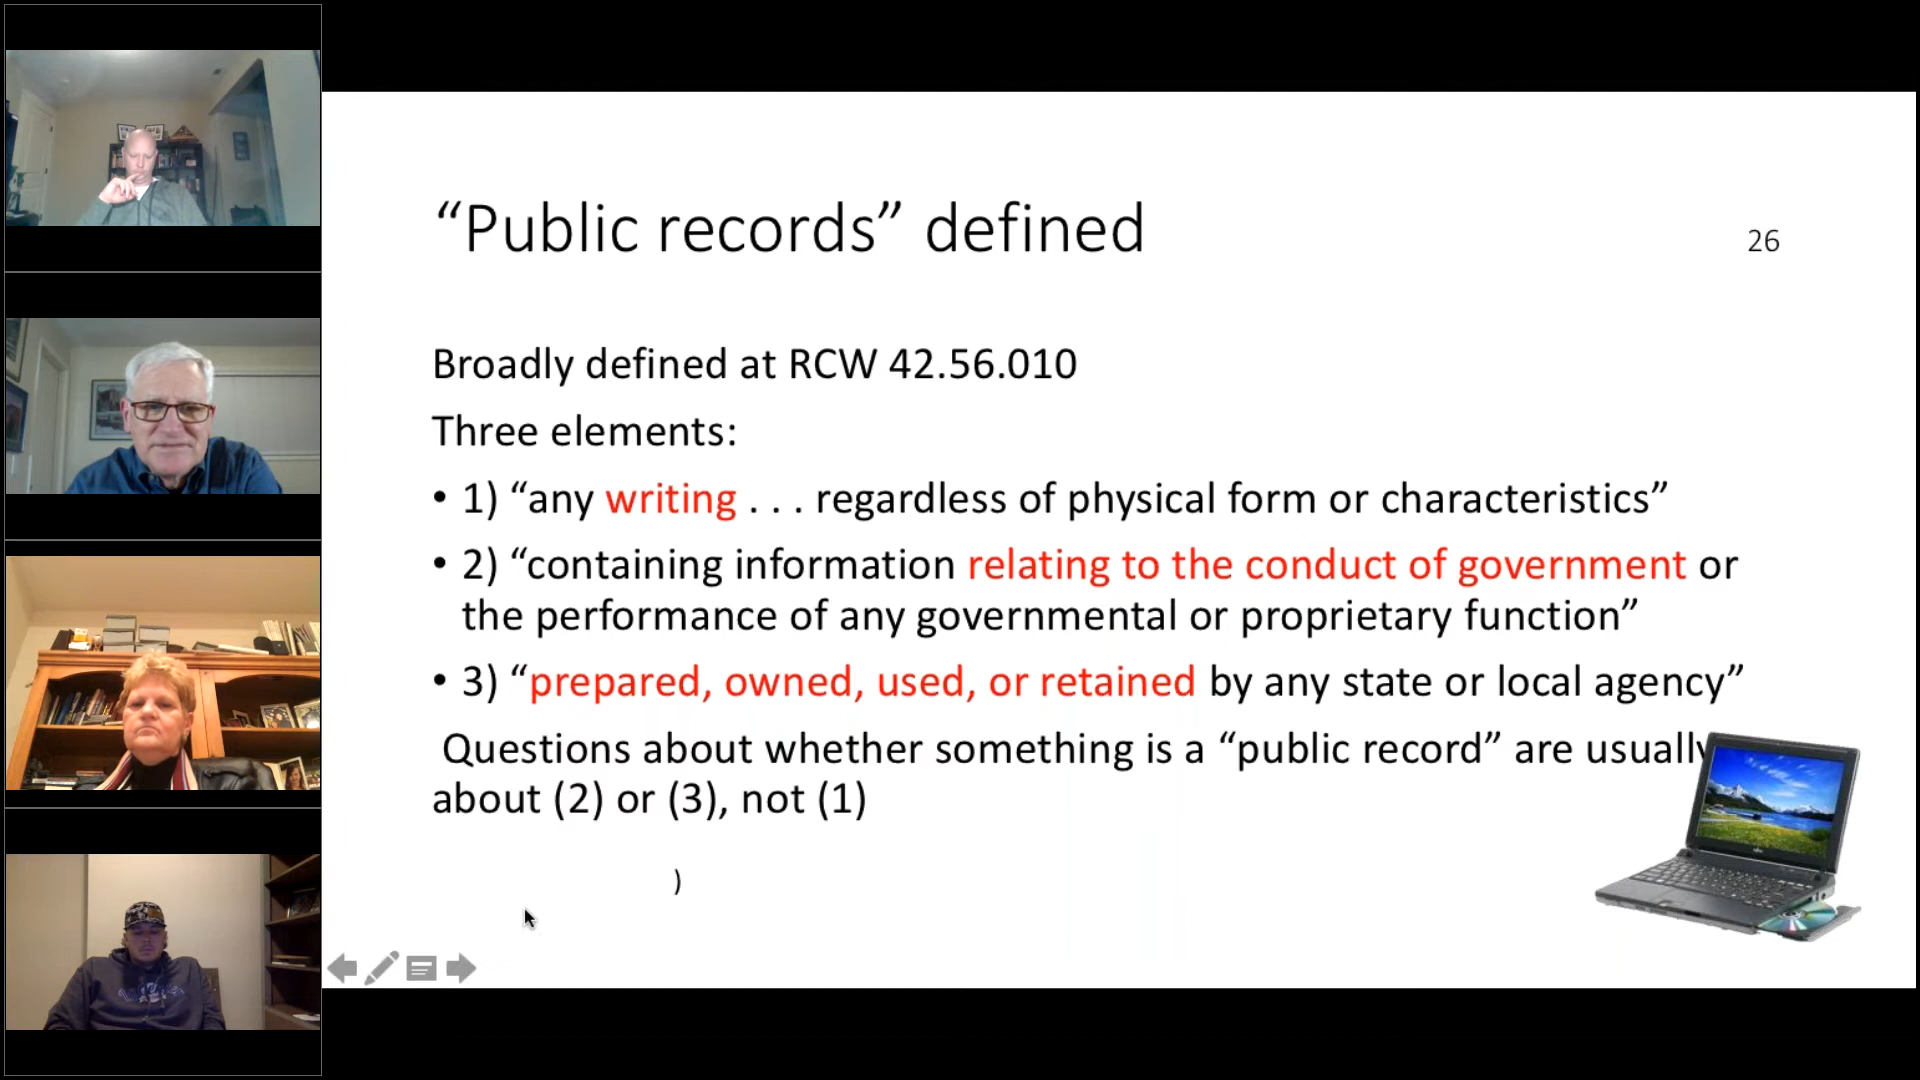 “Public records” defined
26
Broadly defined at RCW 42.56.010
Three elements:
• 1) “any writing . . . regardless of physical form or characteristics”
• 2) “containing information relating to the conduct of government or
the performance of any governmental or proprietary function”
• 3) “prepared, owned, used, or retained by any state or local agency”
Questions about whether something is a “public record” are usually
about (2) or (3), not (1)
)